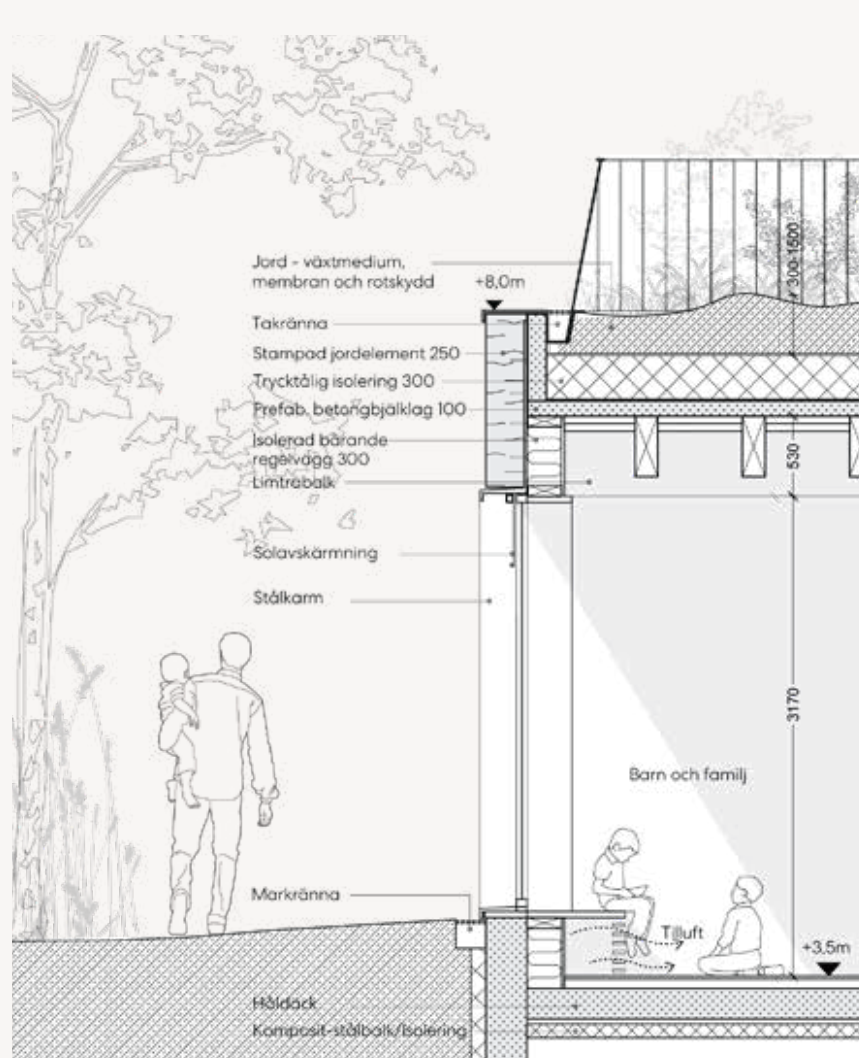 Jord - växtmedium,
membran och rotskydd
+8,0m
300-1500
Takränna
Stampad jordelement 250
Trycktålig isolering 300
Prefab. betongbjälklag 100
Isolerad bärande
regelvägg 300
530
Limträbalk
Solavskärmning
Stålkarm
3170
Barn och familj
Markränna
Tilluft
+3.5m
Håldäck
Komposit-stålbalk/Isolering